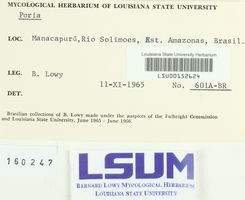 MYCOLOGICAL HERBARIUM OF LOUISIANA STATE UNIVERSITY
Poria
LOC. Manacapurú, Rio Solimoes, Est. Amazonas, Brasil.
Louisiana State University Herbarium
LSU00132624
LEG. B. Lowy
11-XI-1965 No. 601A-BR
DET.
Brazilian collections of B. Lowy made under the auspices of the Fulbright Commission
and Louisiana State University, June 1965 - June 1966.
160247
LSUM
BERNARD LOWY MYCOLOGICAL HERBARIUM
LOUISIANA STATE UNIVERSITY